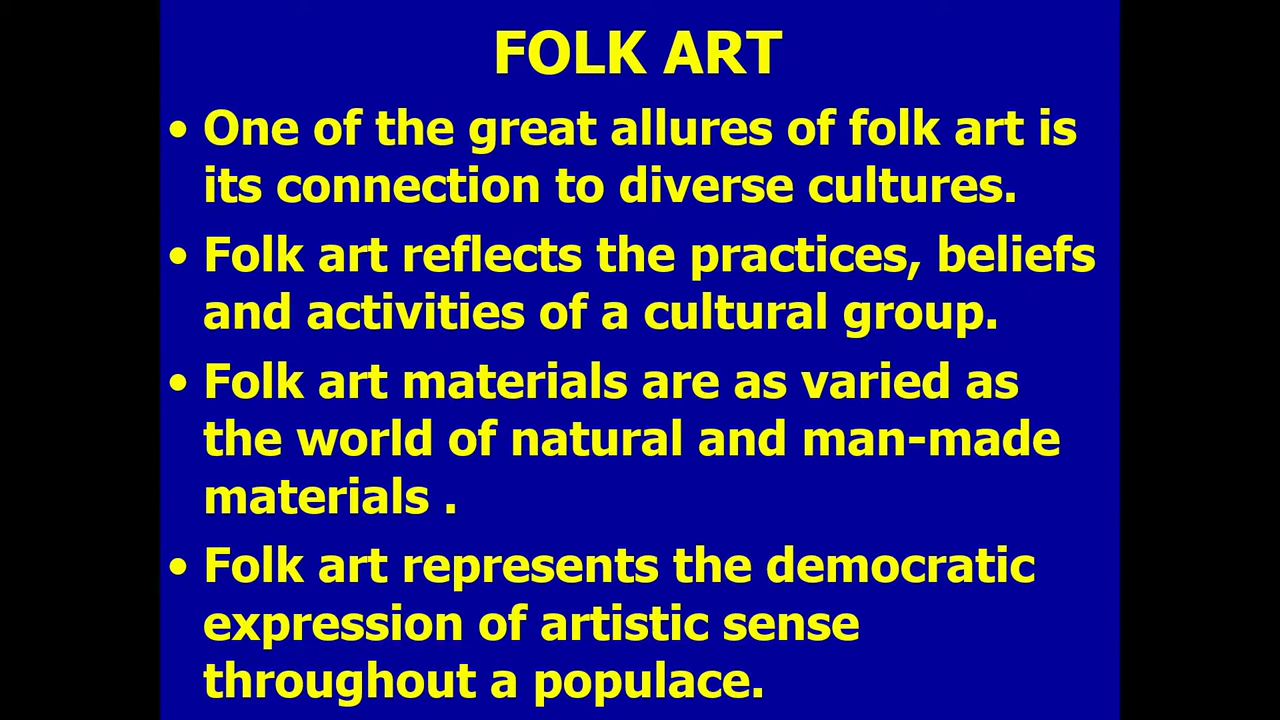 FOLK ART
• One of the great allures of folk art is
its connection to diverse cultures.
• Folk art reflects the practices, beliefs
and activities of a cultural group.
• Folk art materials are as varied as
the world of natural and man-made
materials .
• Folk art represents the democratic
expression of artistic sense
throughout a populace.